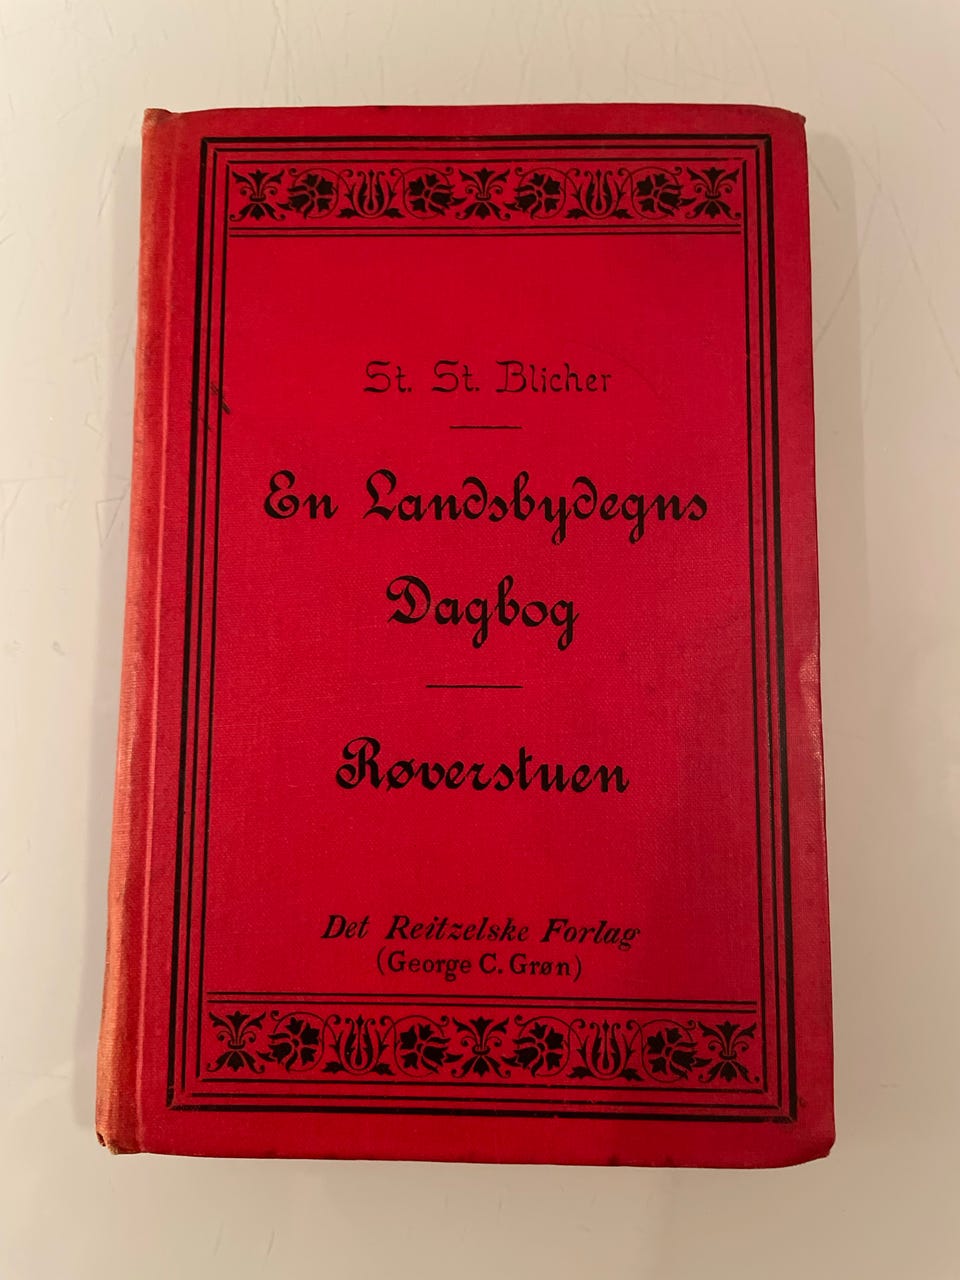 St. St. Blicher
En Landsbydegns
Dagbog
Røverstuen
Det Reitzelske Forlag
(George C. Grøn)